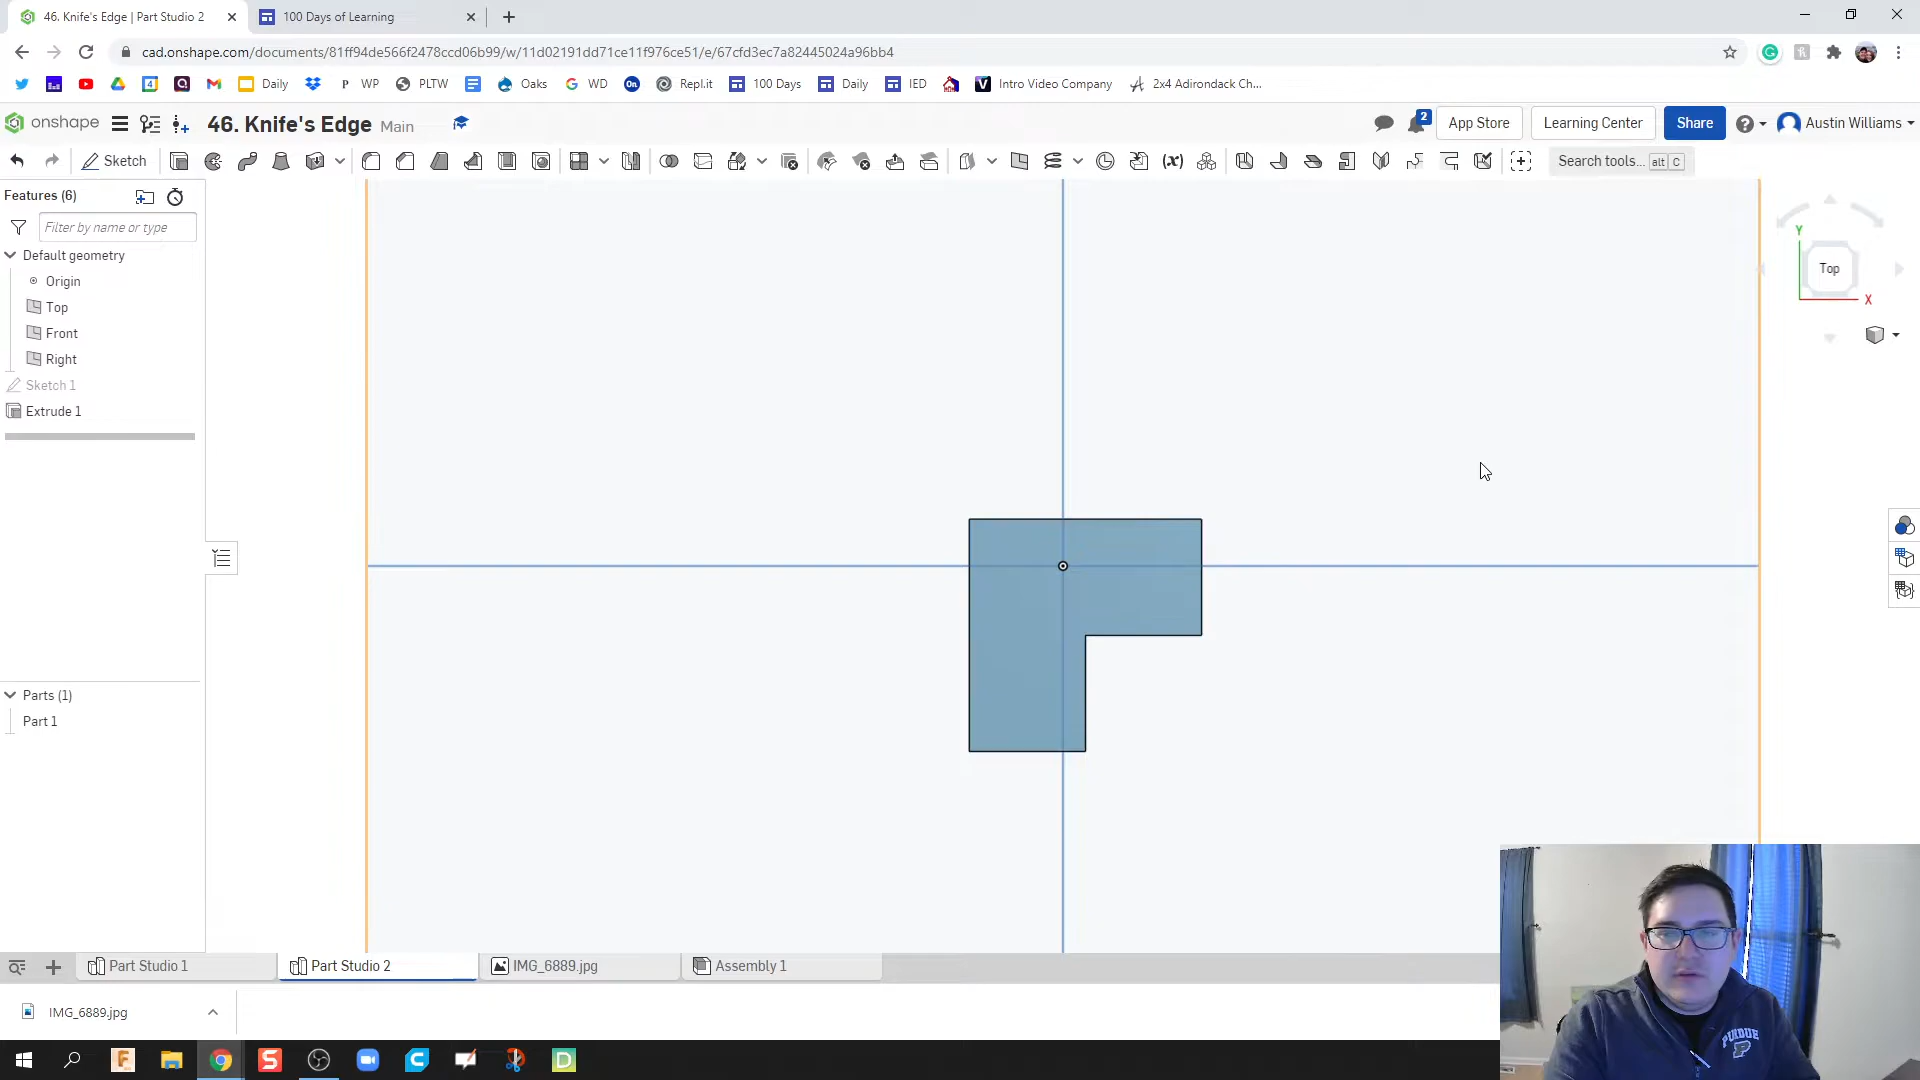 46. Knife's Edge | Part Studio 2
100 Days of Learning
cad.onshape.com/documents/81ff94de566f2478ccd06b99/w/11d02191dd71ce11f976ce51/e/67cfd3ec7a82445024a96bb4
Daily
P WP
PLTW
Oaks
G WD
On
Repl.it
100 Days
Daily
IED
V Intro Video Company
2x4 Adirondack Ch...
onshape
46. Knife's Edge Main
2
App Store
Learning Center
Share
Austin Williams
Sketch
(x)
Search tools... alt C
Features (6)
Filter by name or type
Default geometry
Origin
Top
Front
Right
Sketch 1
Extrude 1
Y
Top
X
Parts (1)
Part 1
Part Studio 1
Part Studio 2
IMG_6889.jpg
Assembly 1
IMG_6889.jpg
F
S
C
D
PURDUE
P